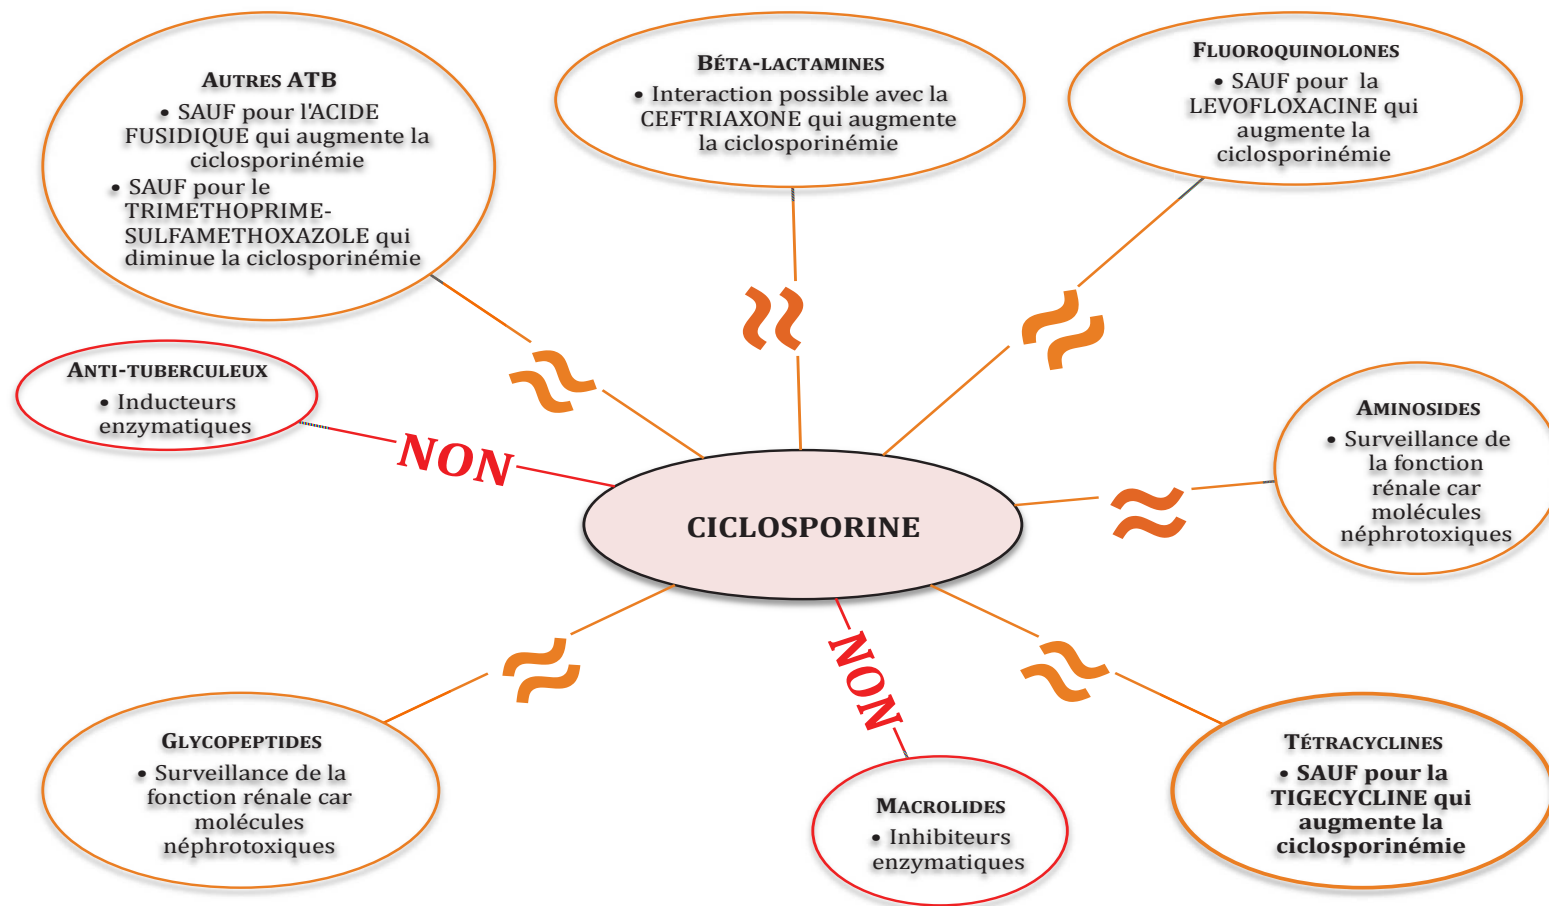 AUTRES ATB
• SAUF pour l'ACIDE
FUSIDIQUE qui augmente la
ciclosporinémie
• SAUF pour le
TRIMETHOPRIME-
SULFAMETHOXAZOLE qui
diminue la ciclosporinémie
BÉTA-LACTAMINES
• Interaction possible avec la
CEFTRIAXONE qui augmente
la ciclosporinémie
FLUOROQUINOLONES
• SAUF pour la
LEVOFLOXACINE qui
augmente la
ciclosporinémie
ANTI-TUBERCULEUX
• Inducteurs
enzymatiques
NON
AMINOSIDES
• Surveillance de
la fonction
rénale car
molécules
néphrotoxiques
CICLOSPORINE
GLYCOPEPTIDES
• Surveillance de la
fonction rénale car
molécules
néphrotoxiques
NON
MACROLIDES
• Inhibiteurs
enzymatiques
TÉTRACYCLINES
• SAUF pour la
TIGECYCLINE qui
augmente la
ciclosporinémie